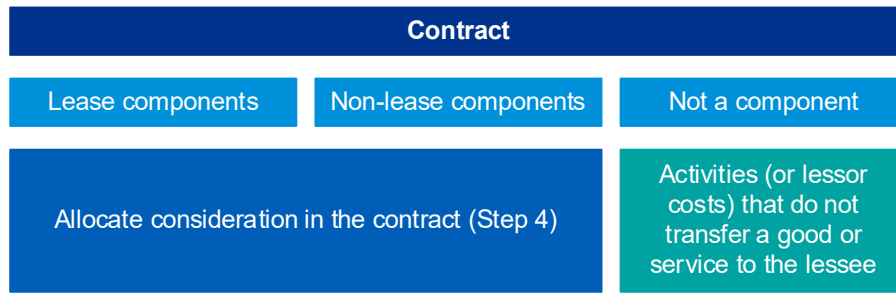 Contract
Lease components
Non-lease components
Not a component
Allocate consideration in the contract (Step 4)
Activities (or lessor
costs) that do not
transfer a good or
service to the lessee